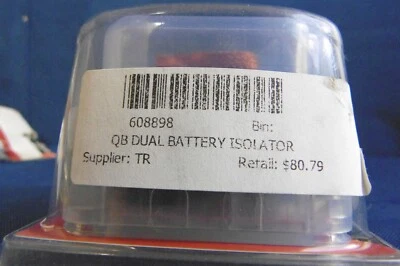 608898 Bin:
QB DUAL BATTERY ISOLATOR
Supplier: TR Retail: $80.79